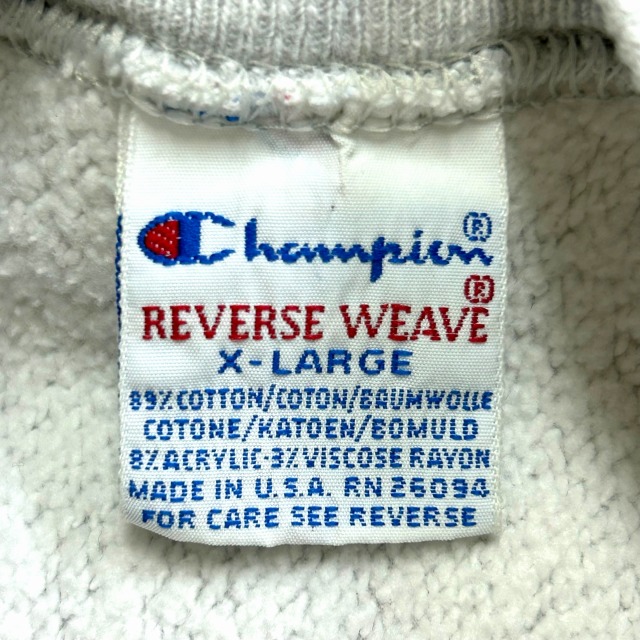 Champion®
REVERSE WEAVE®
X-LARGE
89%COTTON/COTON/BAUMWOLLE
COTONE/KATOEN/BOMULD
8%ACRYLIC-3%VISCOSE RAYON
MADE IN U.S.A. RN 26094
FOR CARE SEE REVERSE